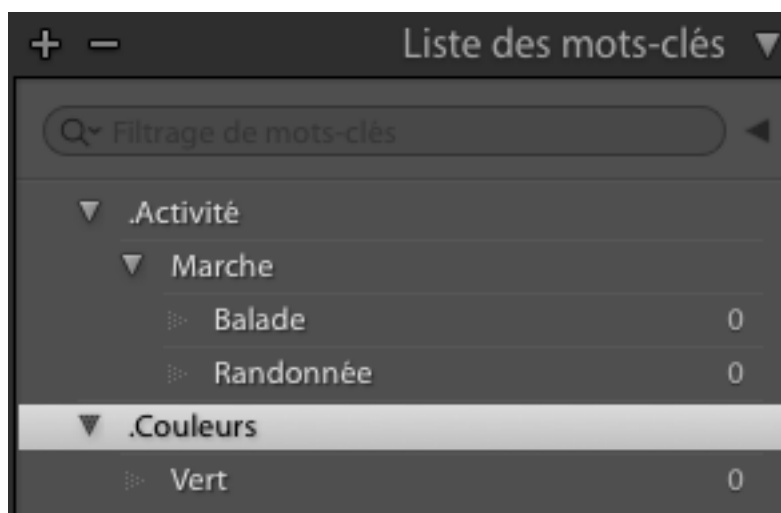 Liste des mots-clés
Filtrage de mots-clés
.Activité
Marche
Balade 0
Randonnée 0
.Couleurs
Vert 0